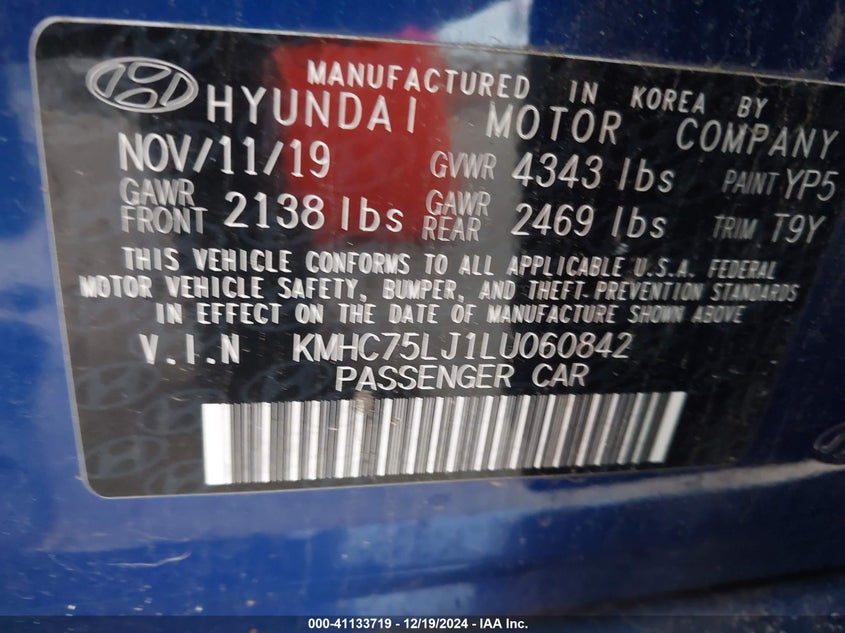 MANUFACTURED IN KOREA BY
HYUNDAI MOTOR COMPANY
NOV/11/19 GVWR 4343 lbs PAINT YP5
GAWR FRONT 2138 lbs GAWR REAR 2469 lbs TRIM T9Y
THIS VEHICLE CONFORMS TO ALL APPLICABLE U.S.A. FEDERAL
MOTOR VEHICLE SAFETY, BUMPER, AND THEFT-PREVENTION STANDARDS
IN EFFECT ON THE DATE OF MANUFACTURE SHOWN ABOVE
V.I.N KMHC75LJ1LU060842
PASSENGER CAR
000-41133719 - 12/19/2024 - IAA Inc.